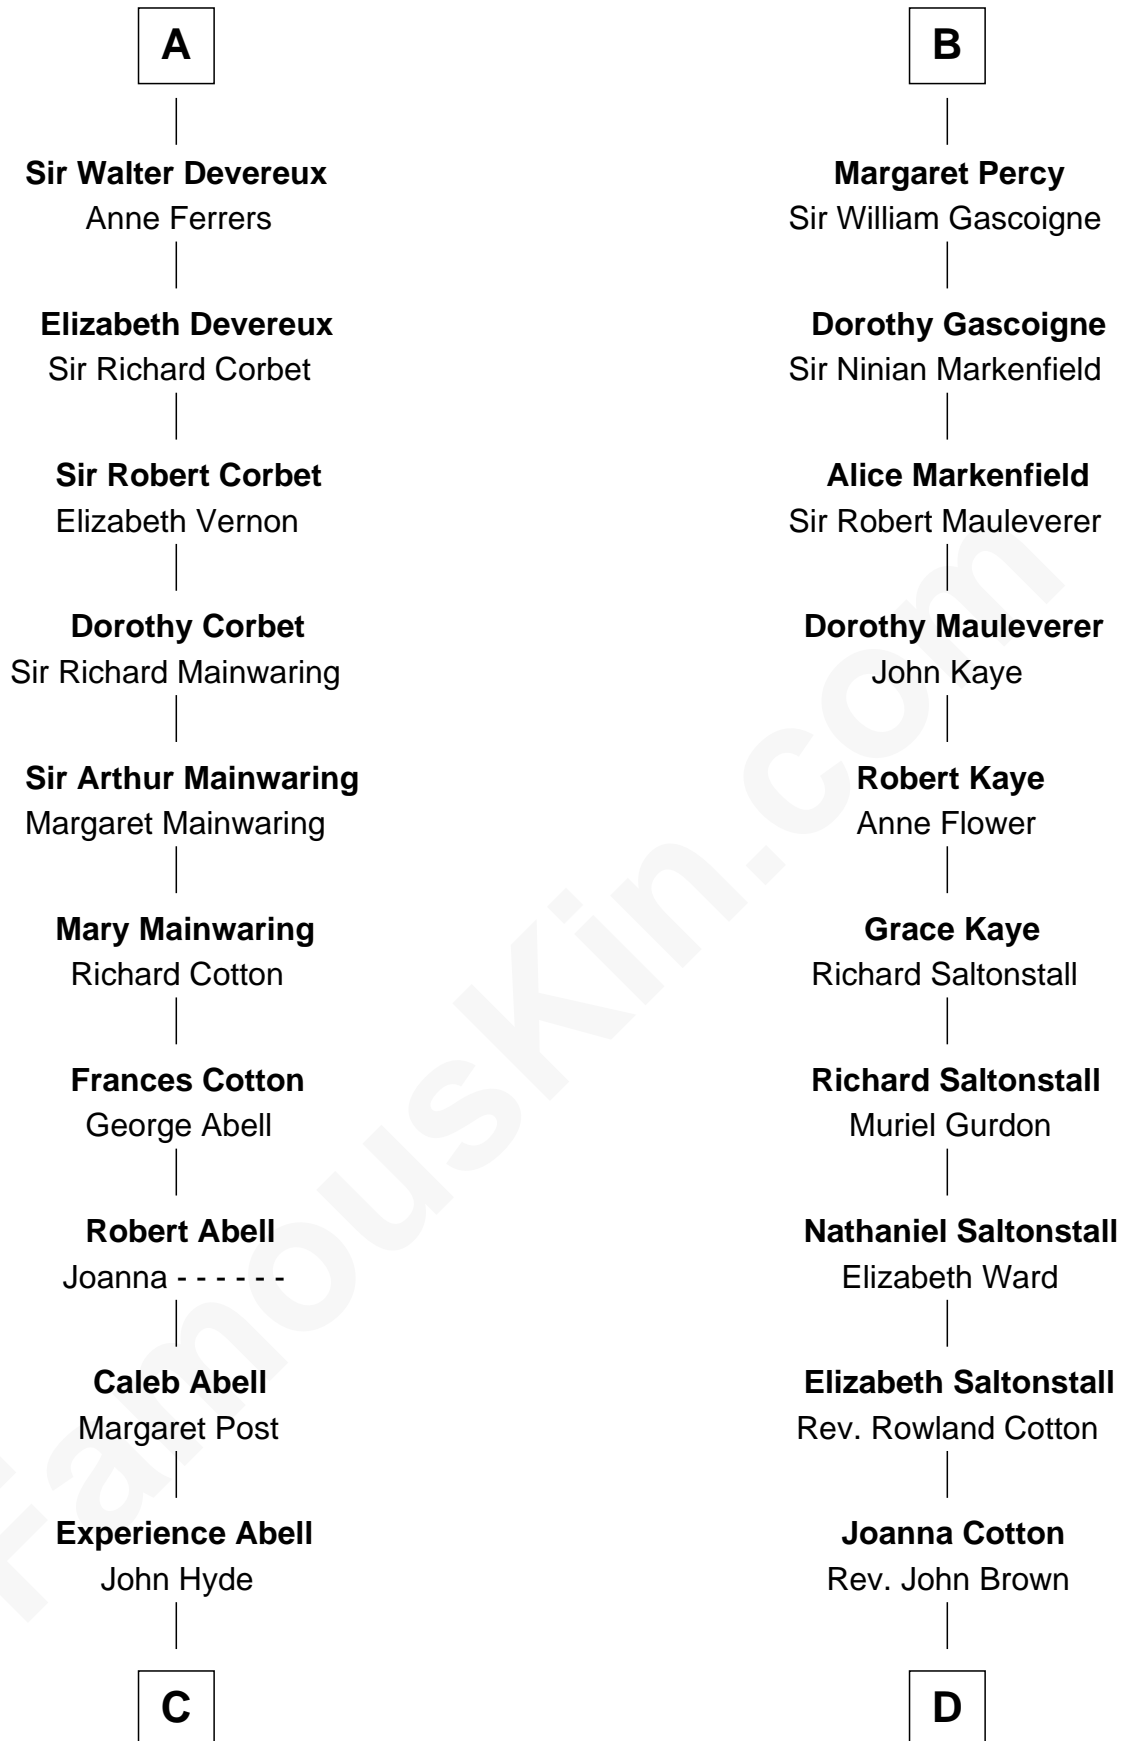 A
Sir Walter Devereux
Anne Ferrers
Elizabeth Devereux
Sir Richard Corbet
Sir Robert Corbet
Elizabeth Vernon
Dorothy Corbet
Sir Richard Mainwaring
Sir Arthur Mainwaring
Margaret Mainwaring
Mary Mainwaring
Richard Cotton
Frances Cotton
George Abell
Robert Abell
Joanna - - - - - -
Caleb Abell
Margaret Post
Experience Abell
John Hyde
C
B
Margaret Percy
Sir William Gascoigne
Dorothy Gascoigne
Sir Ninian Markenfield
Alice Markenfield
Sir Robert Mauleverer
Dorothy Mauleverer
John Kaye
Robert Kaye
Anne Flower
Grace Kaye
Richard Saltonstall
Richard Saltonstall
Muriel Gurdon
Nathaniel Saltonstall
Elizabeth Ward
Elizabeth Saltonstall
Rev. Rowland Cotton
Joanna Cotton
Rev. John Brown
D
FamousKin.com